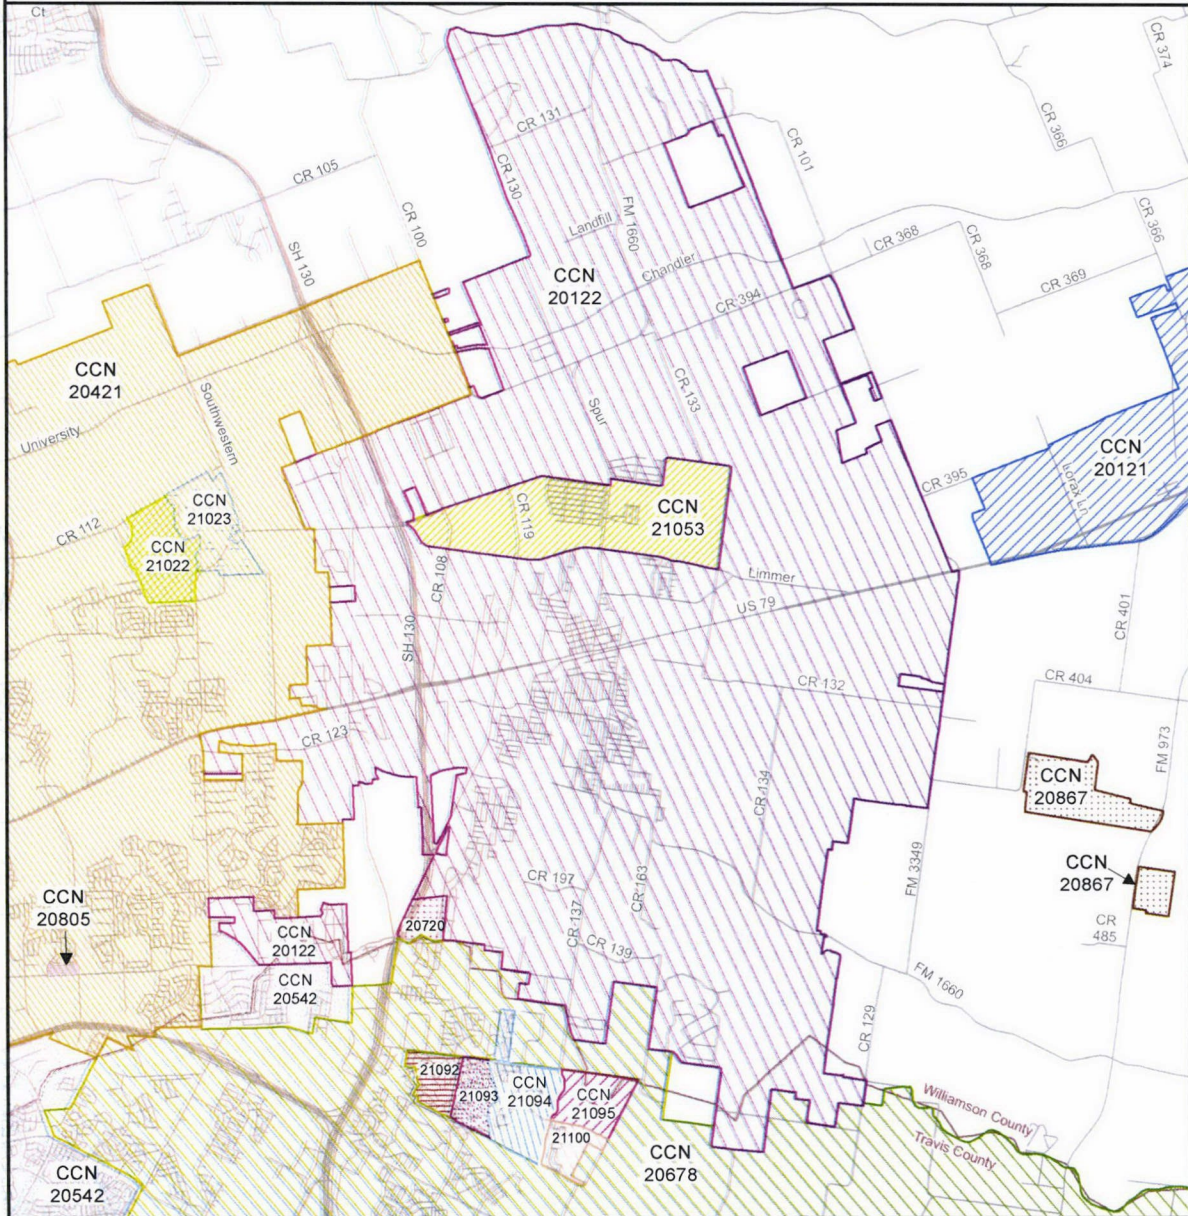 Ct
CR 374
CR 131
CR 366
CR 101
CR 105
CR 130
CR 100
FM 1660
Landfill
CR 368
CR 368
CR 366
SH 130
CCN
20122
Chandler
CR 369
CR 394
CCN
20421
Southwestern
CR 133
Spur
University
CCN
20121
Lorax Ln
CR 395
CCN
21023
CR 119
CCN
21053
CR 112
CCN
21022
CR 108
Limmer
US 79
CR 401
SH 130
CR 132
CR 404
CR 123
FM 973
CCN
20867
CR 134
FM 3349
CCN
20867
CR 197
CR 163
CCN
20805
CR 137
20720
CR
485
CCN
20122
CR 139
FM 1660
CCN
20542
CR 129
21092
21093
CCN
21094
CCN
21095
Williamson County
Travis County
21100
CCN
20678
CCN
20542